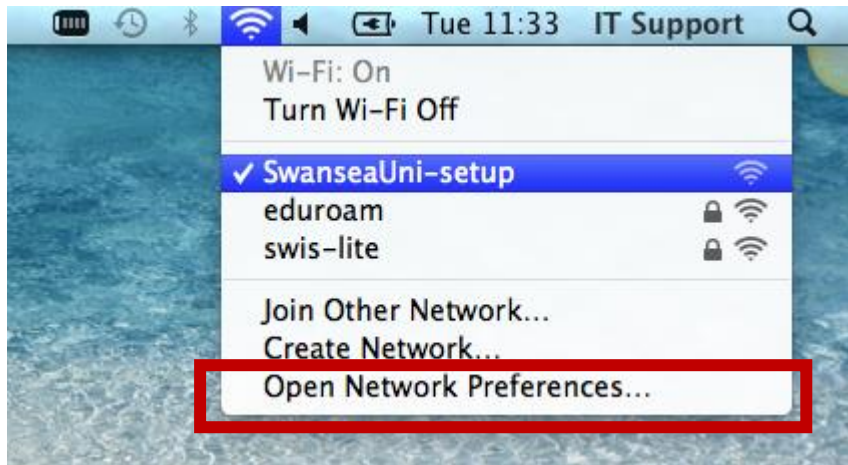 Tue 11:33 IT Support
Wi-Fi: On
Turn Wi-Fi Off
SwanseaUni-setup
eduroam
swis-lite
Join Other Network...
Create Network...
Open Network Preferences...